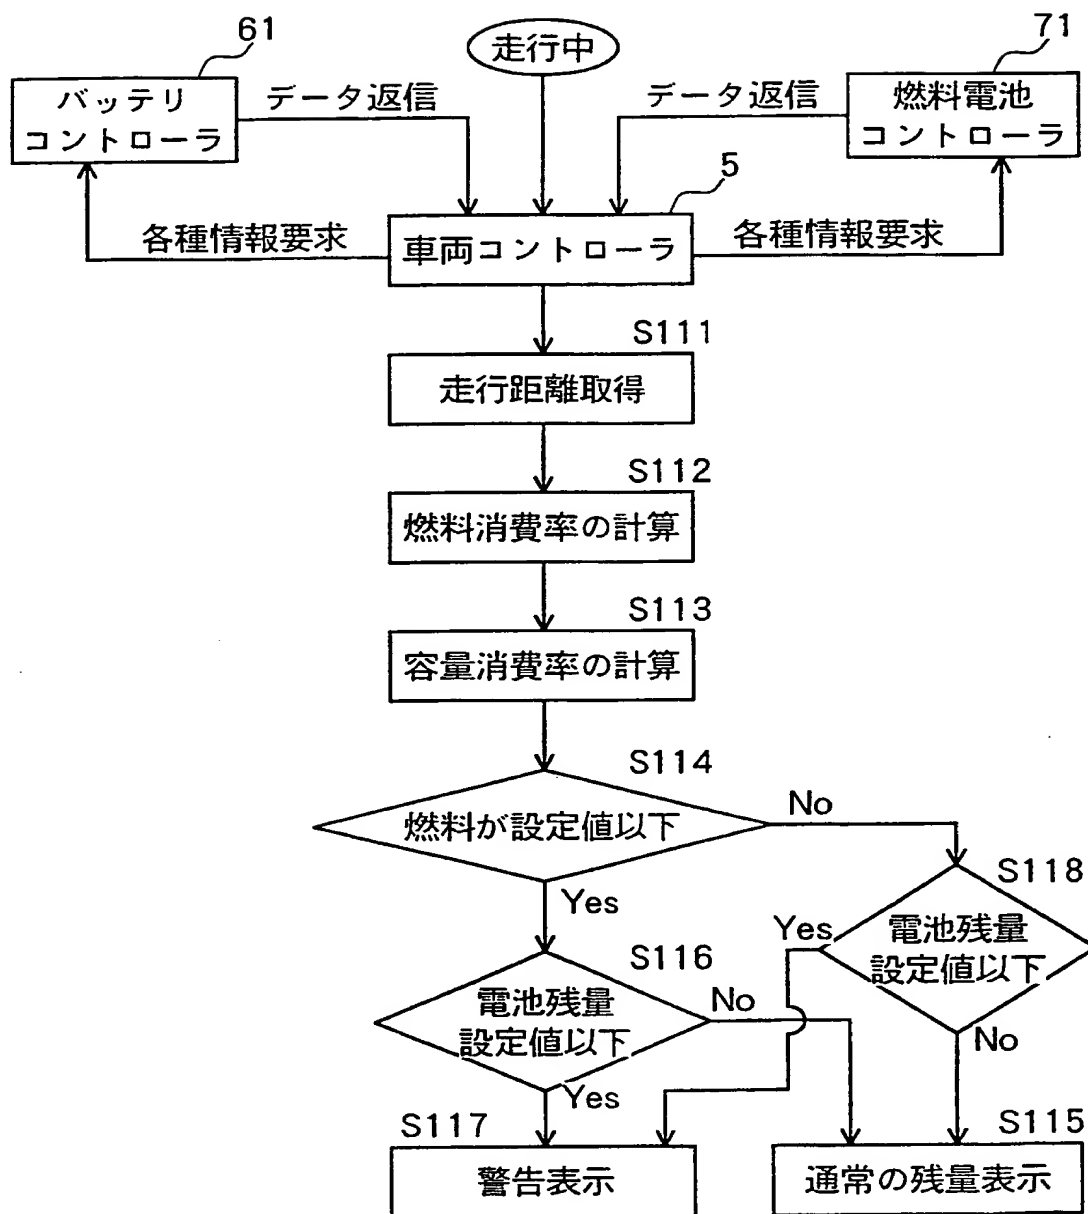 61
走行中
71
バッテリ
コントローラ
データ返信
データ返信
燃料電池
コントローラ
5
各種情報要求
車両コントローラ
各種情報要求
S111
走行距離取得
S112
燃料消費率の計算
S113
容量消費率の計算
S114
燃料が設定値以下
No
Yes
S118
電池残量
設定値以下
Yes
No
S116
電池残量
設定値以下
No
Yes
S117
警告表示
S115
通常の残量表示